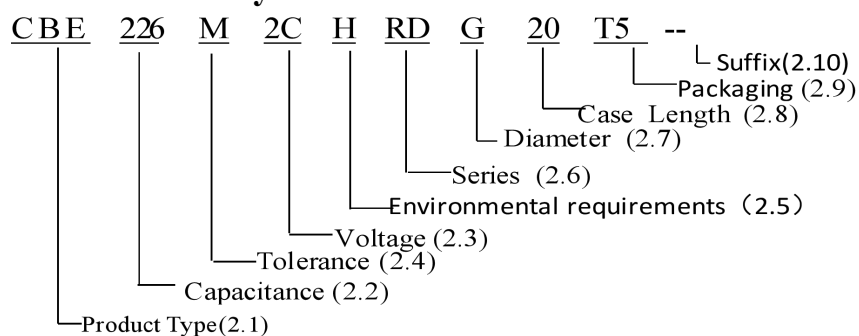 CBE 226 M 2C H RD G 20 T5 --
Suffix(2.10)
Packaging (2.9)
Case Length (2.8)
Diameter (2.7)
Series (2.6)
Environmental requirements（2.5）
Voltage (2.3)
Tolerance (2.4)
Capacitance (2.2)
Product Type(2.1)